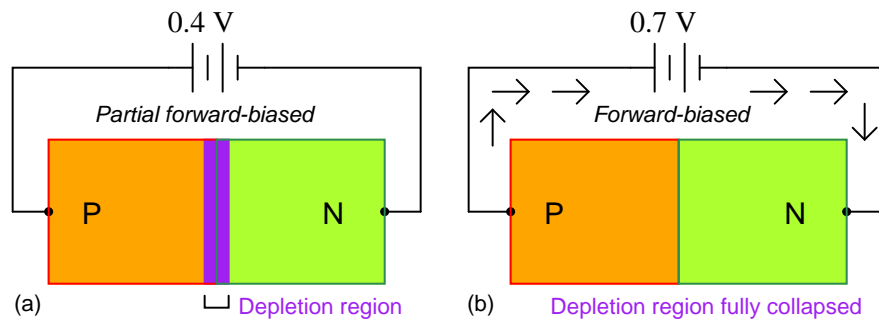 0.4 V
Partial forward-biased
P
N
(a)
Depletion region
0.7 V
Forward-biased
P
N
(b)
Depletion region fully collapsed